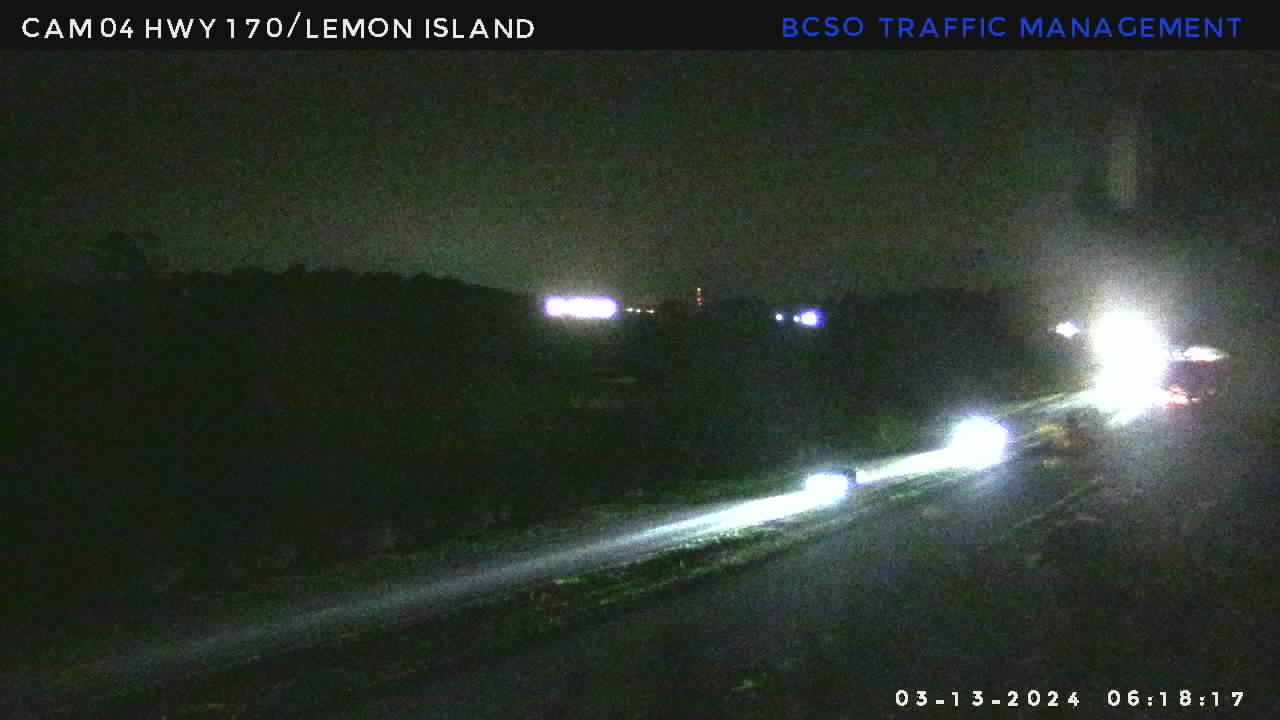 CAM04 HWY 170/LEMON ISLAND
BCSO TRAFFIC MANAGEMENT
03-13-2024 06:18:17